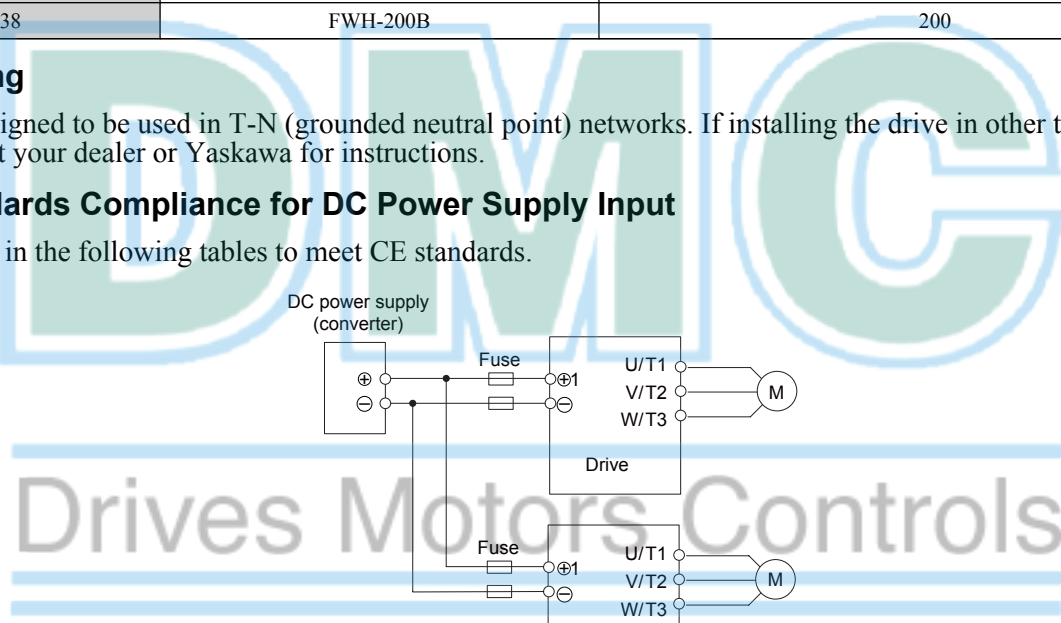 38 FWH-200B 200
ng
igned to be used in T-N (grounded neutral point) networks. If installing the drive in other t
t your dealer or Yaskawa for instructions.
dards Compliance for DC Power Supply Input
in the following tables to meet CE standards.
DC power supply
(converter)
⊕
⊖
Fuse
⊕1
⊖
U/T1
V/T2
W/T3
M
Drive
Fuse
⊕1
⊖
U/T1
V/T2
W/T3
M
DMC
Drives Motors Controls